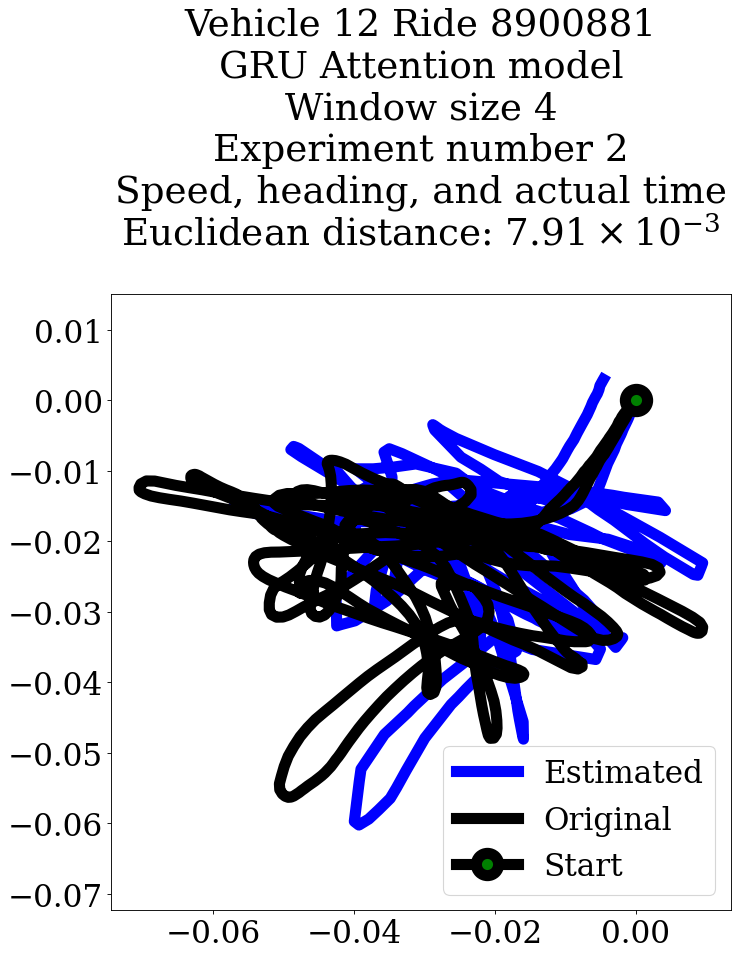 Vehicle 12 Ride 8900881
GRU Attention model
Window size 4
Experiment number 2
Speed, heading, and actual time
Euclidean distance: 7.91 × 10⁻³
0.01
0.00
−0.01
−0.02
−0.03
−0.04
−0.05
−0.06
−0.07
Estimated
Original
Start
−0.06 −0.04 −0.02 0.00